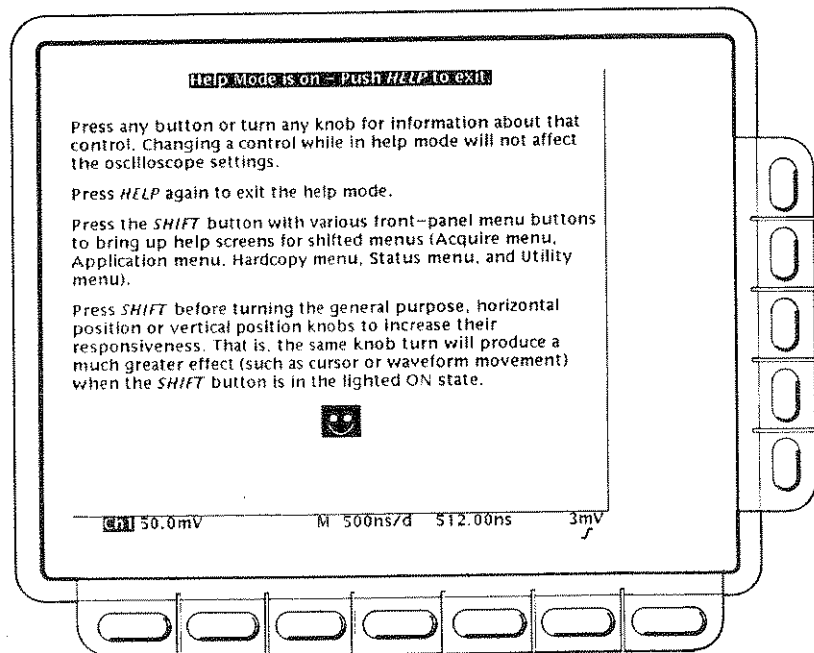 Help Mode is on – Push HELP to exit
Press any button or turn any knob for information about that
control. Changing a control while in help mode will not affect
the oscilloscope settings.
Press HELP again to exit the help mode.
Press the SHIFT button with various front-panel menu buttons
to bring up help screens for shifted menus (Acquire menu,
Application menu, Hardcopy menu, Status menu, and Utility
menu).
Press SHIFT before turning the general purpose, horizontal
position or vertical position knobs to increase their
responsiveness. That is, the same knob turn will produce a
much greater effect (such as cursor or waveform movement)
when the SHIFT button is in the lighted ON state.
Ch1 50.0mV M 500ns/d 512.00ns 3mV